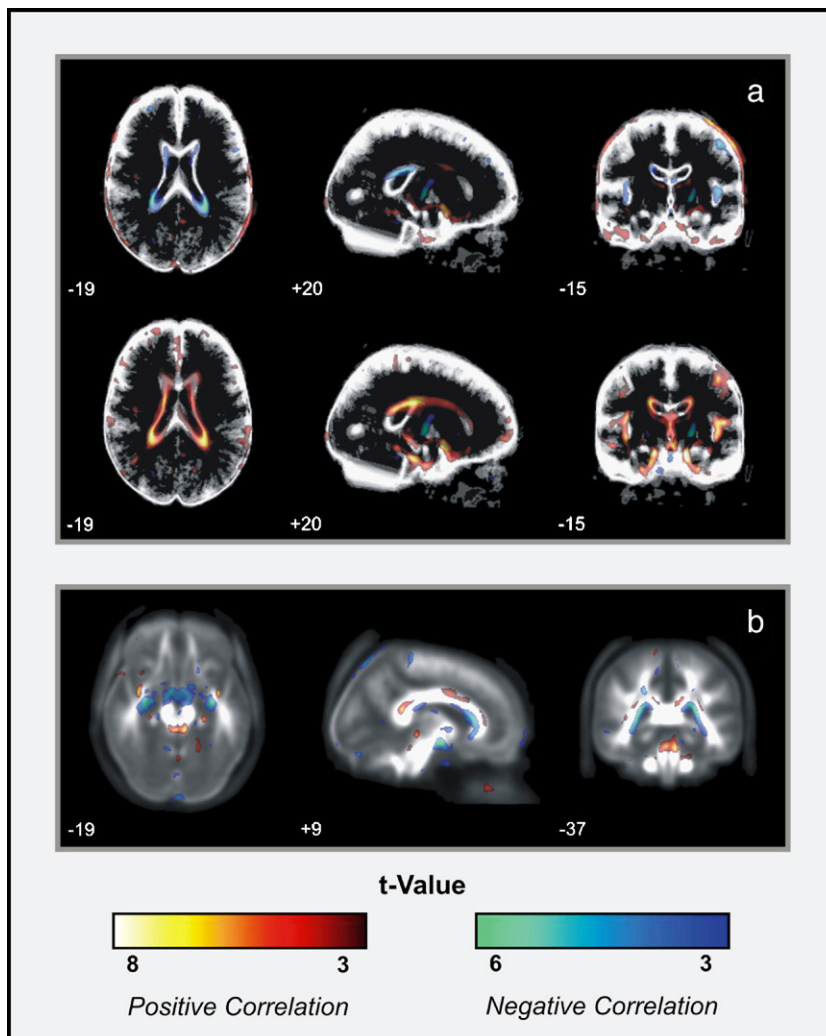 a
-19 +20 -15
-19 +20 -15
b
-19 +9 -37
t-Value
8 3 6 3
Positive Correlation Negative Correlation